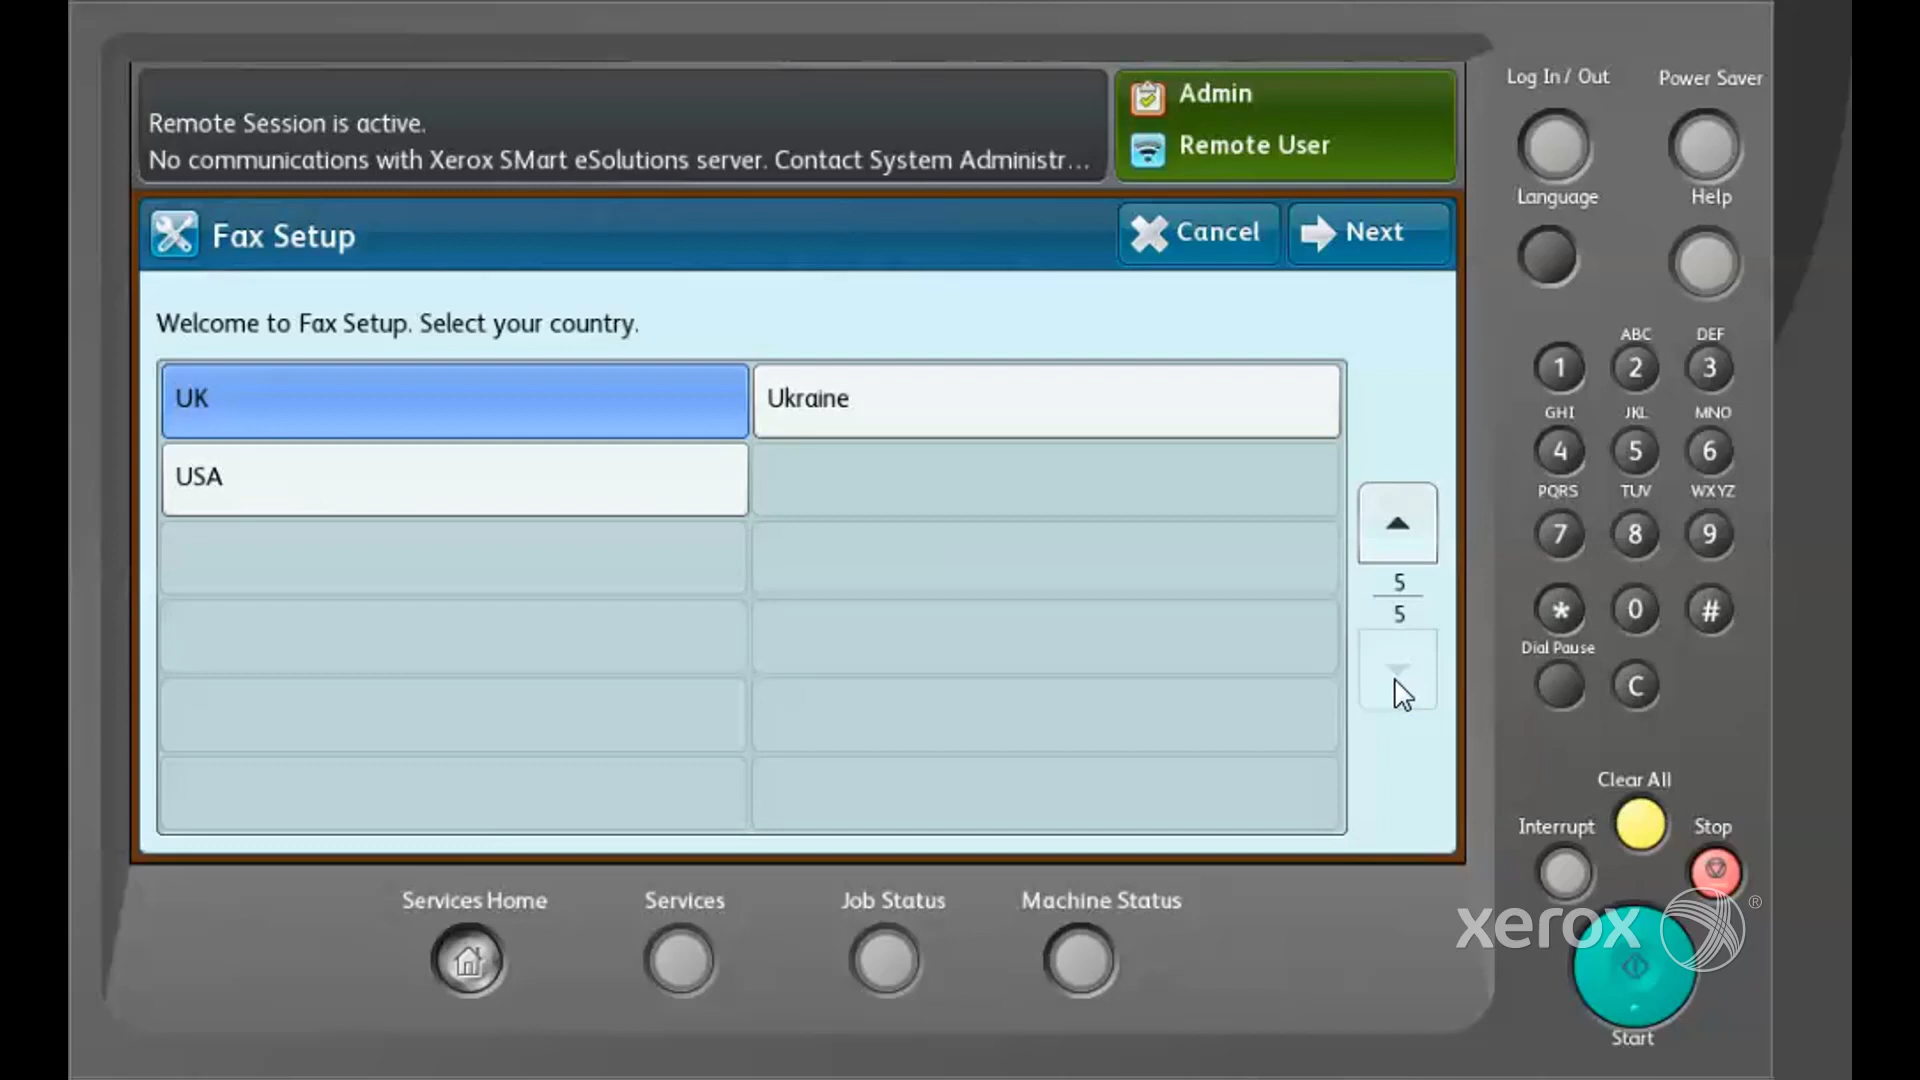 Remote Session is active.
No communications with Xerox SMart eSolutions server. Contact System Administr...
Admin
Remote User
Fax Setup
Cancel
Next
Welcome to Fax Setup. Select your country.
UK
Ukraine
USA
5
5
Services Home
Services
Job Status
Machine Status
Log In / Out
Power Saver
Language
Help
ABC
DEF
1
2
3
GHI
JKL
MNO
4
5
6
PQRS
TUV
WXYZ
7
8
9
*
0
#
Dial Pause
C
Clear All
Interrupt
Stop
xerox ®
Start